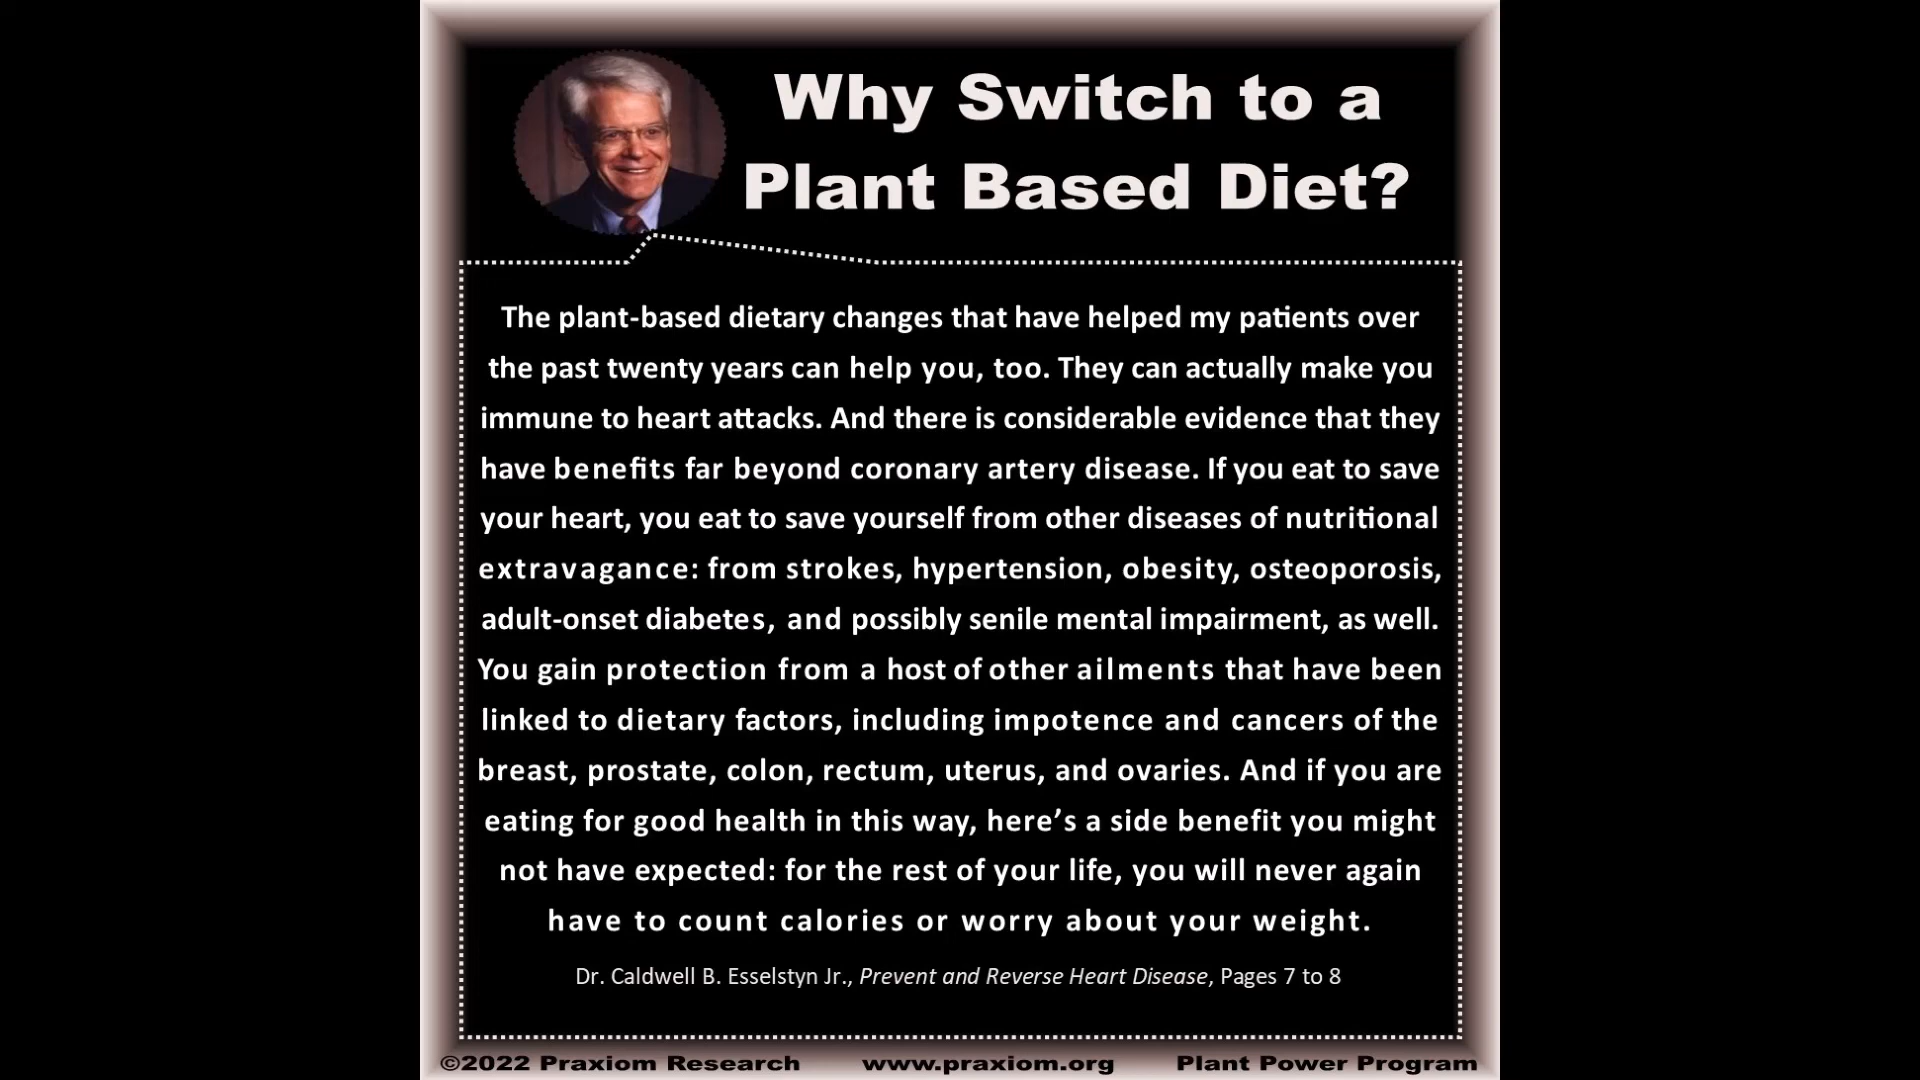 Why Switch to a
Plant Based Diet?
The plant-based dietary changes that have helped my patients over
the past twenty years can help you, too. They can actually make you
immune to heart attacks. And there is considerable evidence that they
have benefits far beyond coronary artery disease. If you eat to save
your heart, you eat to save yourself from other diseases of nutritional
extravagance: from strokes, hypertension, obesity, osteoporosis,
adult-onset diabetes, and possibly senile mental impairment, as well.
You gain protection from a host of other ailments that have been
linked to dietary factors, including impotence and cancers of the
breast, prostate, colon, rectum, uterus, and ovaries. And if you are
eating for good health in this way, here’s a side benefit you might
not have expected: for the rest of your life, you will never again
have to count calories or worry about your weight.
Dr. Caldwell B. Esselstyn Jr., Prevent and Reverse Heart Disease, Pages 7 to 8
©2022 Praxiom Research www.praxiom.org Plant Power Program